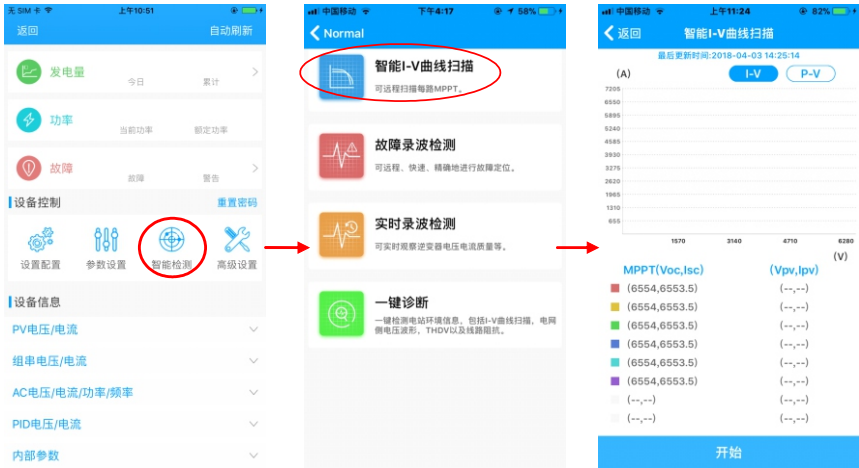 无 SIM 卡
上午10:51
返回
自动刷新
发电量
今日
累计
功率
当前功率
额定功率
故障
故障
警告
设备控制
重置密码
设置配置
参数设置
智能检测
高级设置
设备信息
PV电压/电流
组串电压/电流
AC电压/电流/功率/频率
PID电压/电流
内部参数
中国移动
下午4:17
58%
Normal
智能I-V曲线扫描
可远程扫描每路MPPT。
故障录波检测
可远程、快速、精确地进行故障定位。
实时录波检测
可实时观察逆变器电压电流质量等。
一键诊断
一键检测电站环境信息，包括I-V曲线扫描，电网
侧电压波形，THDV以及线路阻抗。
中国移动
上午11:24
82%
返回
智能I-V曲线扫描
最后更新时间:2018-04-03 14:25:14
(A)
I-V
P-V
7205
6550
5895
5240
4585
3930
3275
2620
1965
1310
655
1570
3140
4710
6280
(V)
MPPT(Voc,Isc)
(Vpv,Ipv)
(6554,6553.5)
(--,--)
(6554,6553.5)
(--,--)
(6554,6553.5)
(--,--)
(6554,6553.5)
(--,--)
(6554,6553.5)
(--,--)
(6554,6553.5)
(--,--)
(--,--)
(--,--)
(--,--)
(--,--)
开始